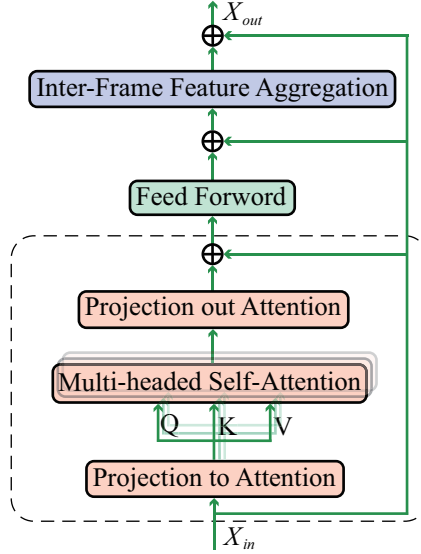 X_out
Inter-Frame Feature Aggregation
Feed Forword
Projection out Attention
Multi-headed Self-Attention
Q K V
Projection to Attention
X_in